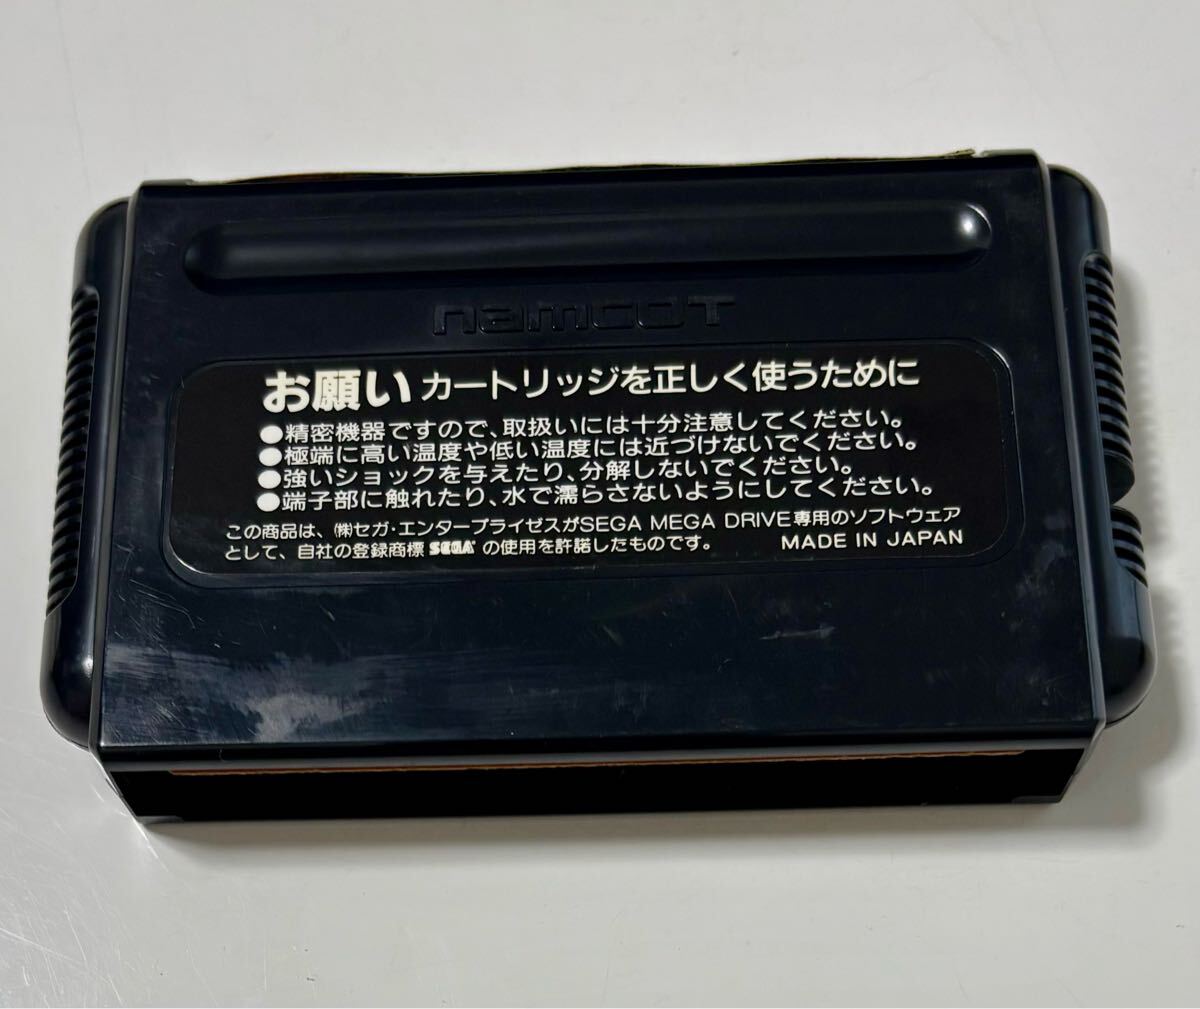 namcot
お願い カートリッジを正しく使うために
●精密機器ですので、取扱いには十分注意してください。
●極端に高い温度や低い温度には近づけないでください。
●強いショックを与えたり、分解しないでください。
●端子部に触れたり、水で濡らさないようにしてください。
この商品は、㈱セガ・エンタープライゼスがSEGA MEGA DRIVE専用のソフトウェア
として、自社の登録商標 SEGA の使用を許諾したものです。 MADE IN JAPAN